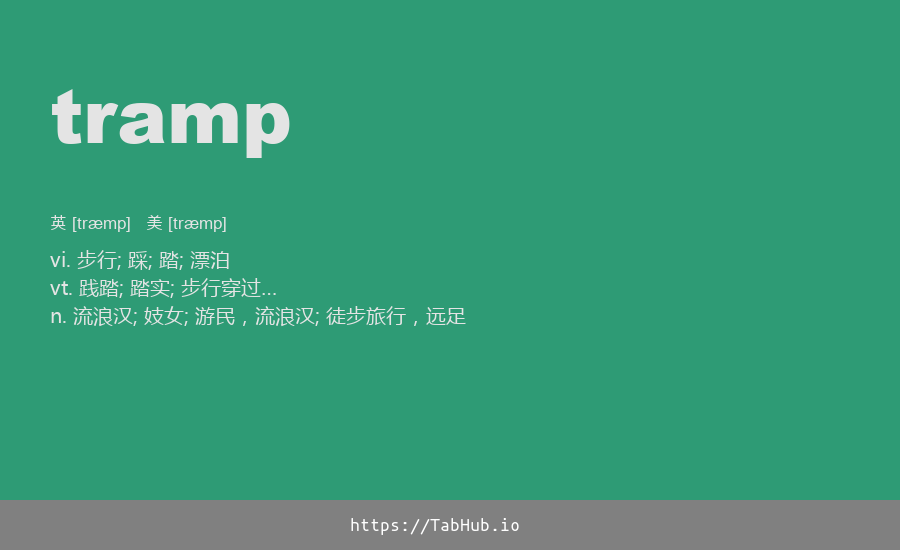 tramp
英 [træmp] 美 [træmp]
vi. 步行; 踩; 踏; 漂泊
vt. 践踏; 踏实; 步行穿过...
n. 流浪汉; 妓女; 游民，流浪汉; 徒步旅行，远足
https://TabHub.io